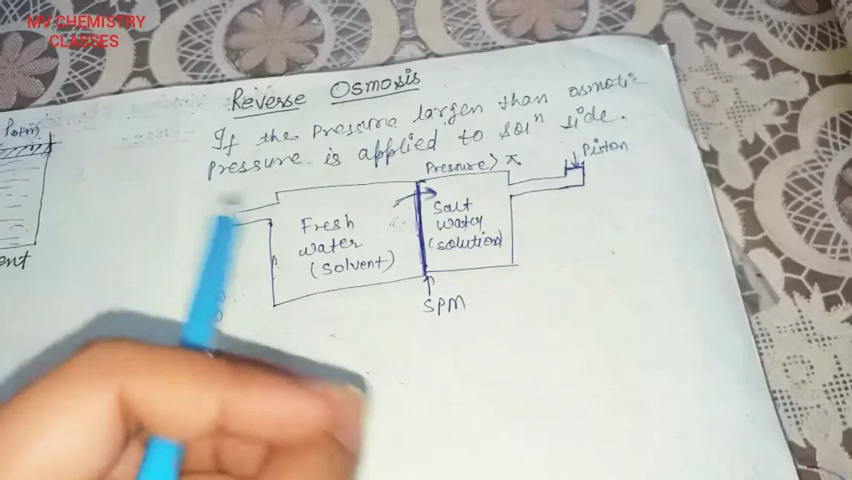 MV CHEMISTRY
CLASSES
Reverse Osmosis
If the Pressure largen than osmotic
Pressure is applied to solⁿ side.
Pressure > π
Piston
Fresh
water
(solvent)
Salt
water
(solution)
SPM